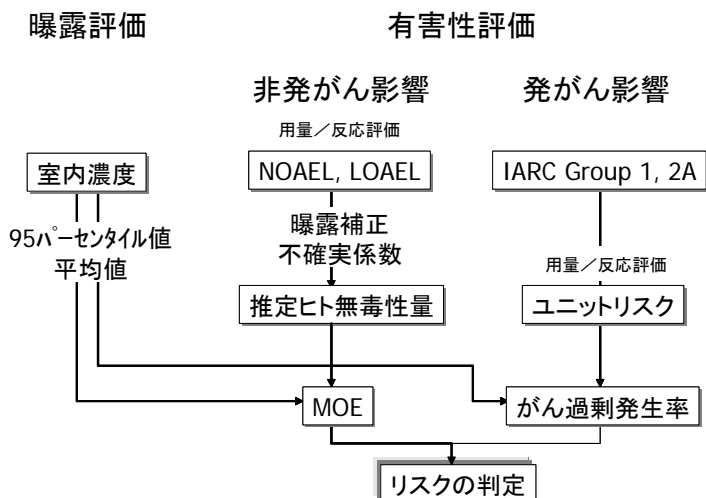 曝露評価
有害性評価
非発がん影響
発がん影響
用量／反応評価
室内濃度
NOAEL, LOAEL
IARC Group 1, 2A
95パーセンタイル値
平均値
曝露補正
不確実係数
用量／反応評価
推定ヒト無毒性量
ユニットリスク
MOE
がん過剰発生率
リスクの判定